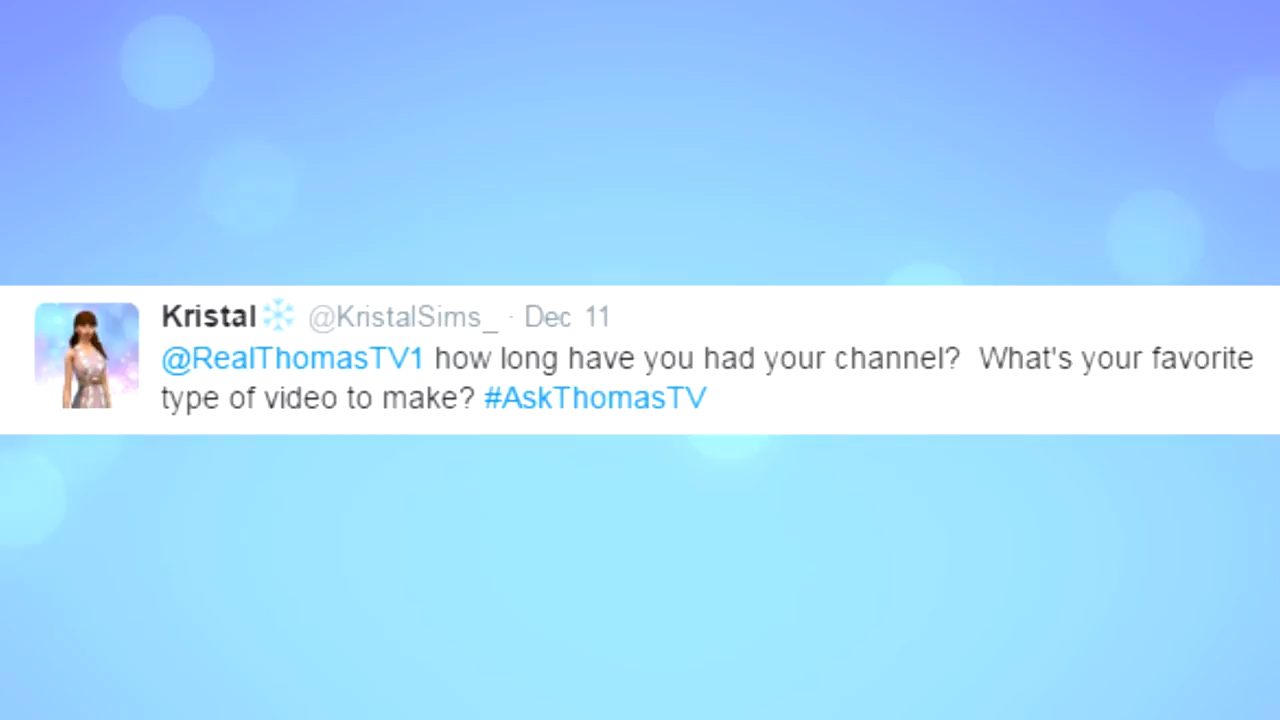 Kristal❄ @KristalSims_ · Dec 11
@RealThomasTV1 how long have you had your channel?  What's your favorite
type of video to make? #AskThomasTV